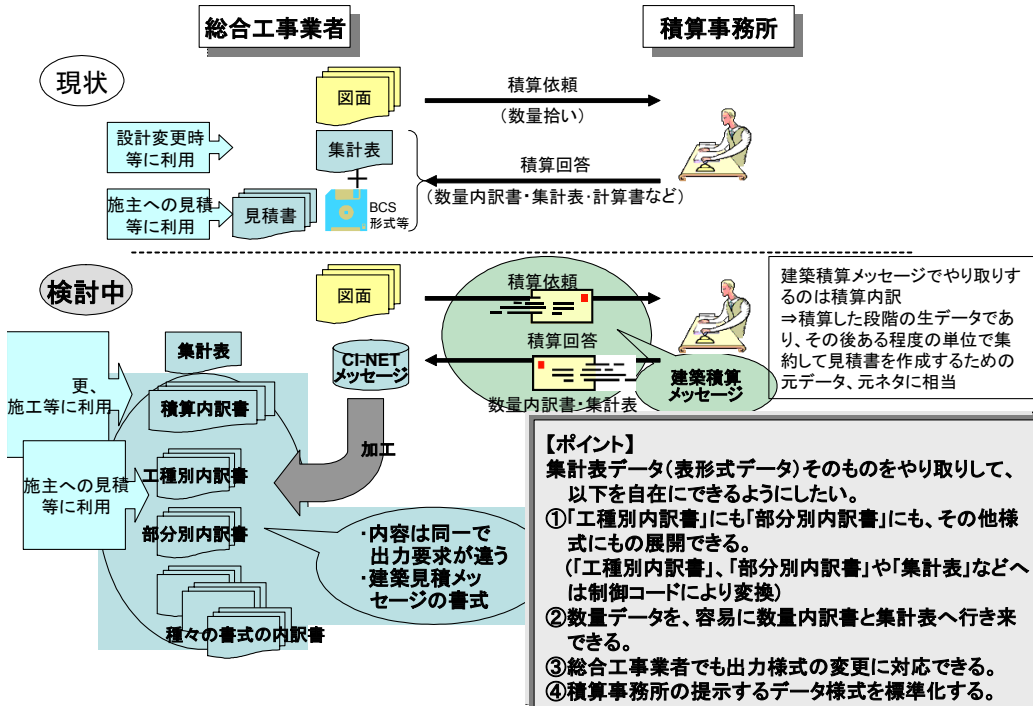 総合工事業者
積算事務所
現状
図面
積算依頼
(数量拾い)
設計変更時
等に利用
集計表
+
積算回答
(数量内訳書・集計表・計算書など)
施主への見積
等に利用
見積書
BCS
形式等
検討中
図面
積算依頼
積算回答
数量内訳書・集計表
建築積算
メッセージ
建築積算メッセージでやり取りす
るのは積算内訳
⇒積算した段階の生データであ
り、その後ある程度の単位で集
約して見積書を作成するための
元データ、元ネタに相当
CI-NET
メッセージ
加工
集計表
更、
施工等に利用
積算内訳書
施主への見積
等に利用
工種別内訳書
部分別内訳書
種々の書式の内訳書
・内容は同一で
出力要求が違う
・建築見積メッ
セージの書式
【ポイント】
集計表データ(表形式データ)そのものをやり取りして、
以下を自在にできるようにしたい。
①「工種別内訳書」にも「部分別内訳書」にも、その他様
式にもの展開できる。
(「工種別内訳書」、「部分別内訳書」や「集計表」などへ
は制御コードにより変換)
②数量データを、容易に数量内訳書と集計表へ行き来
できる。
③総合工事業者でも出力様式の変更に対応できる。
④積算事務所の提示するデータ様式を標準化する。